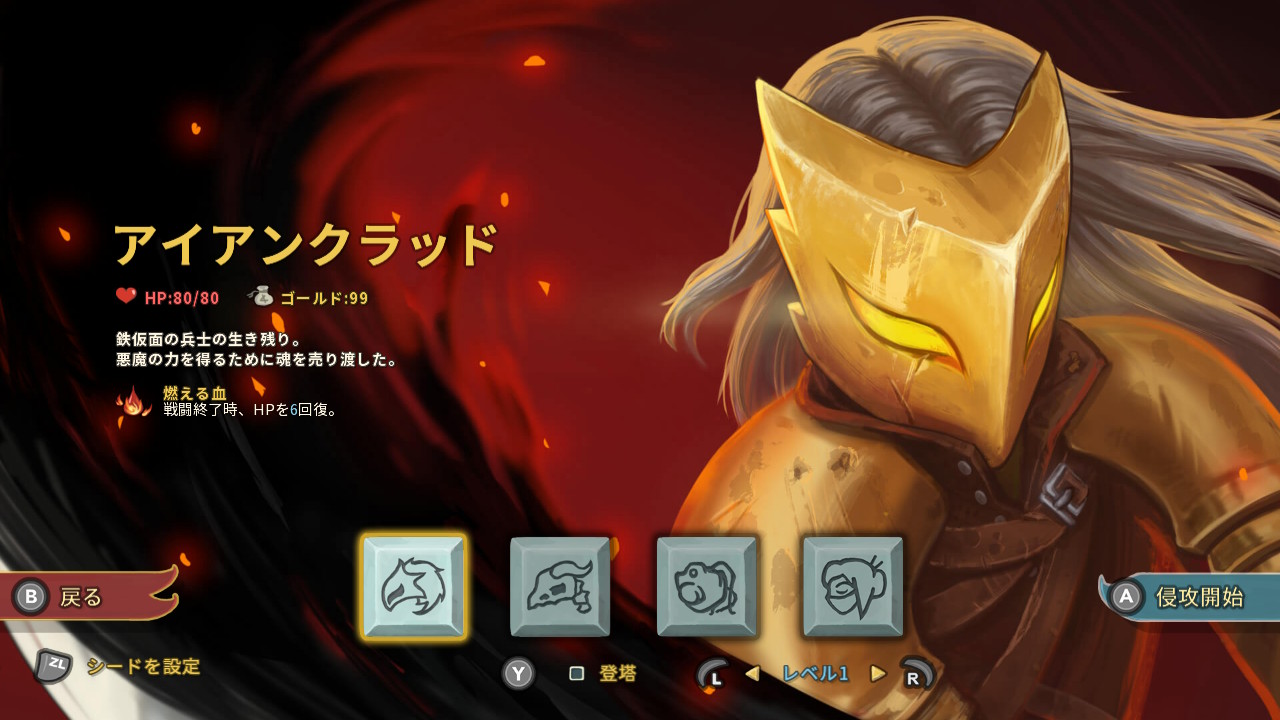 アイアンクラッド
HP:80/80 ゴールド:99
鉄仮面の兵士の生き残り。
悪魔の力を得るために魂を売り渡した。
燃える血
戦闘終了時、HPを6回復。
B 戻る
A 侵攻開始
ZL シードを設定
Y 登塔
L レベル1 R